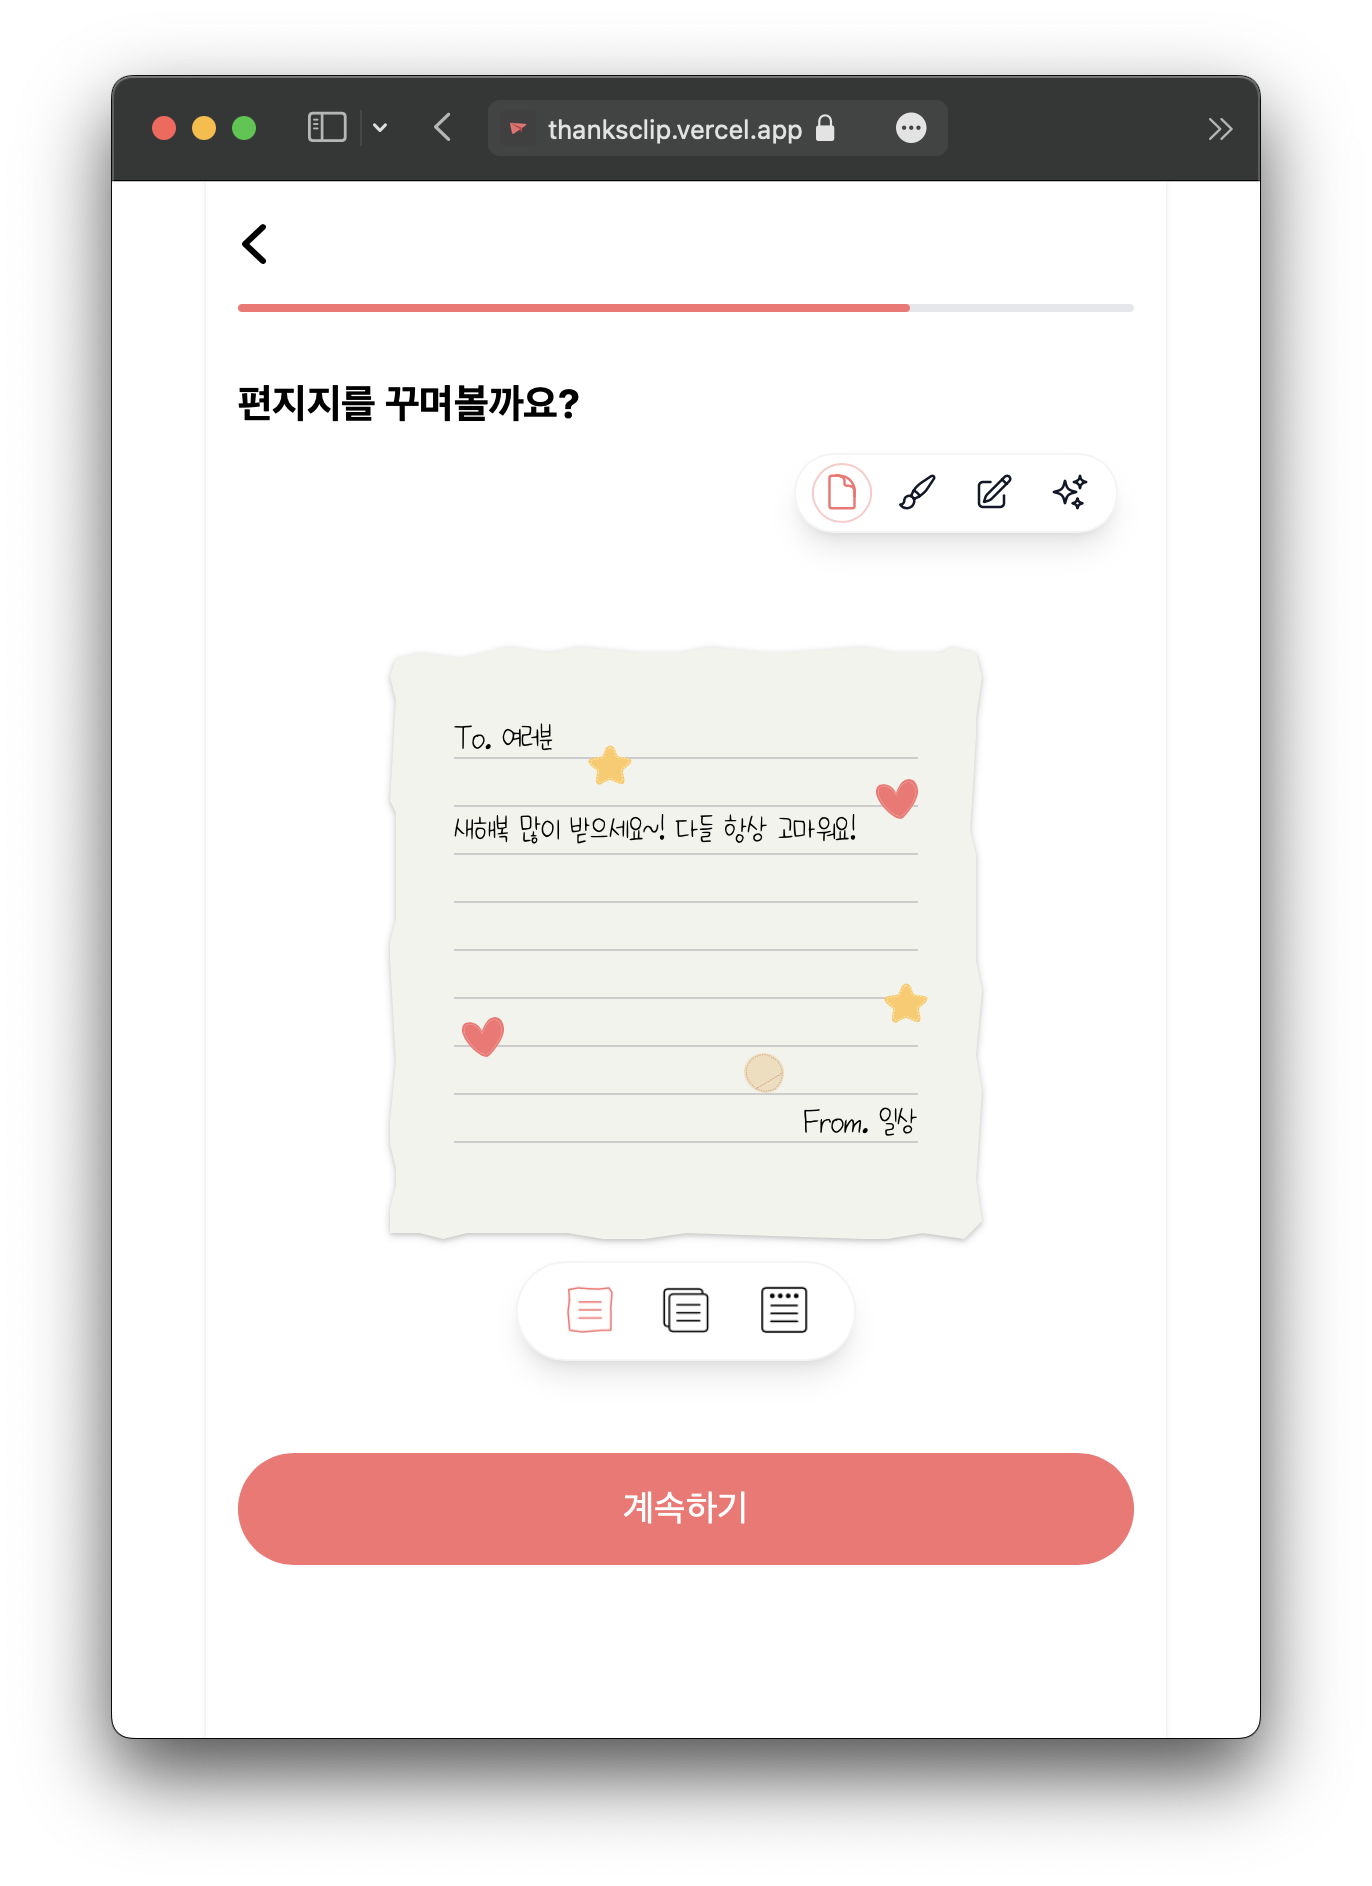 thanksclip.vercel.app
편지지를 꾸며볼까요?
To. 여러분
새해복 많이 받으세요~! 다들 항상 고마워요!
From. 일상
계속하기